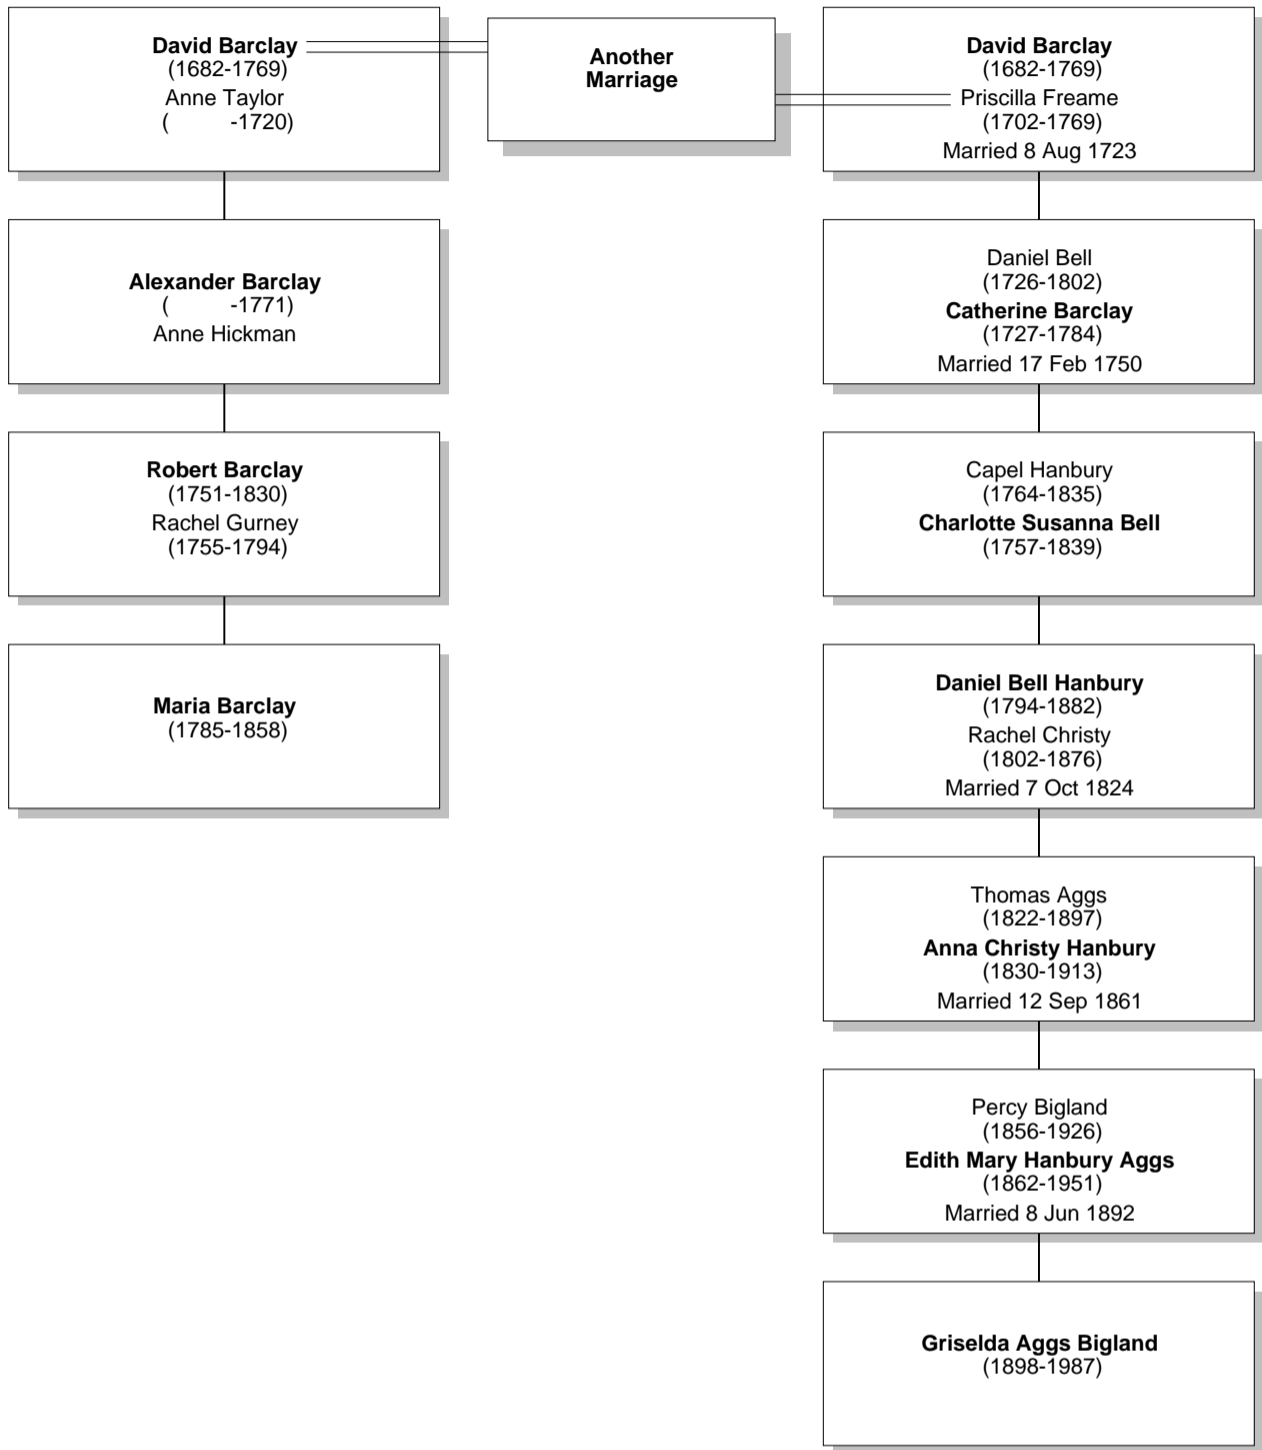 David Barclay
(1682-1769)
Anne Taylor
(          -1720)
Another
Marriage
David Barclay
(1682-1769)
Priscilla Freame
(1702-1769)
Married 8 Aug 1723
Alexander Barclay
(          -1771)
Anne Hickman
Daniel Bell
(1726-1802)
Catherine Barclay
(1727-1784)
Married 17 Feb 1750
Robert Barclay
(1751-1830)
Rachel Gurney
(1755-1794)
Capel Hanbury
(1764-1835)
Charlotte Susanna Bell
(1757-1839)
Maria Barclay
(1785-1858)
Daniel Bell Hanbury
(1794-1882)
Rachel Christy
(1802-1876)
Married 7 Oct 1824
Thomas Aggs
(1822-1897)
Anna Christy Hanbury
(1830-1913)
Married 12 Sep 1861
Percy Bigland
(1856-1926)
Edith Mary Hanbury Aggs
(1862-1951)
Married 8 Jun 1892
Griselda Aggs Bigland
(1898-1987)